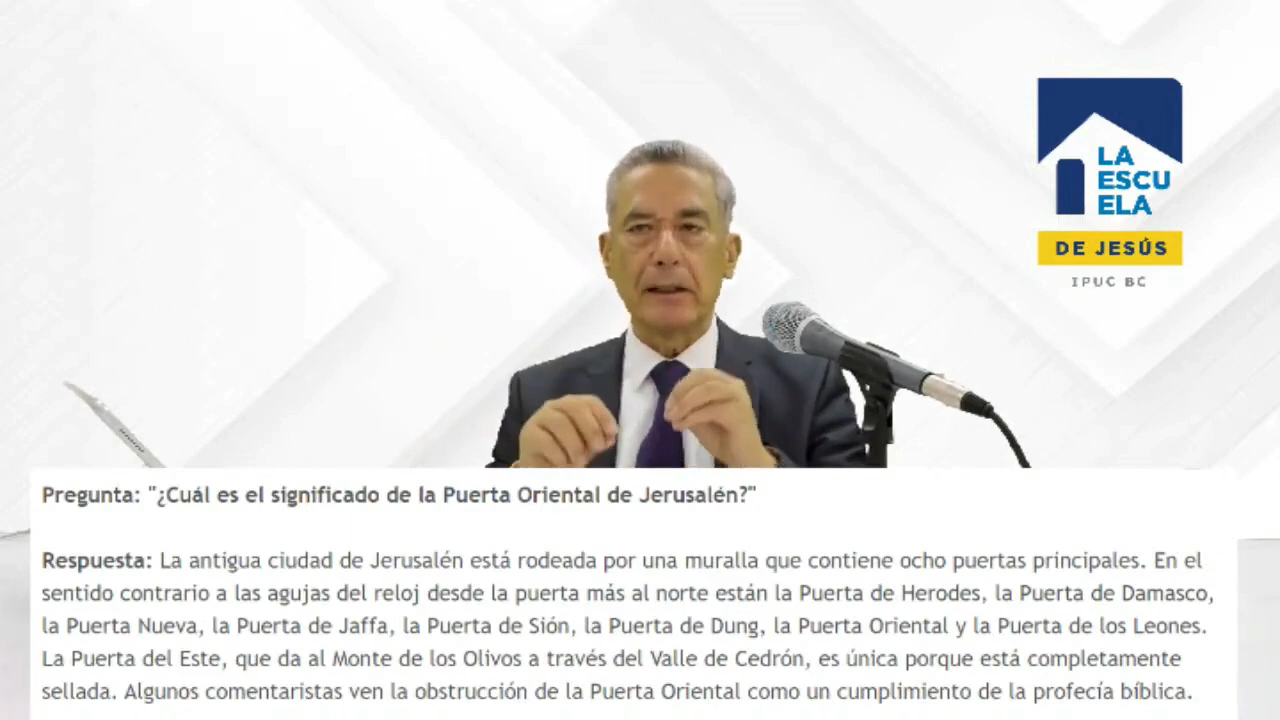 LA
ESCU
ELA
DE JESÚS
IPUC BC
Pregunta: "¿Cuál es el significado de la Puerta Oriental de Jerusalén?"
Respuesta: La antigua ciudad de Jerusalén está rodeada por una muralla que contiene ocho puertas principales. En el
sentido contrario a las agujas del reloj desde la puerta más al norte están la Puerta de Herodes, la Puerta de Damasco,
la Puerta Nueva, la Puerta de Jaffa, la Puerta de Sión, la Puerta de Dung, la Puerta Oriental y la Puerta de los Leones.
La Puerta del Este, que da al Monte de los Olivos a través del Valle de Cedrón, es única porque está completamente
sellada. Algunos comentaristas ven la obstrucción de la Puerta Oriental como un cumplimiento de la profecía bíblica.